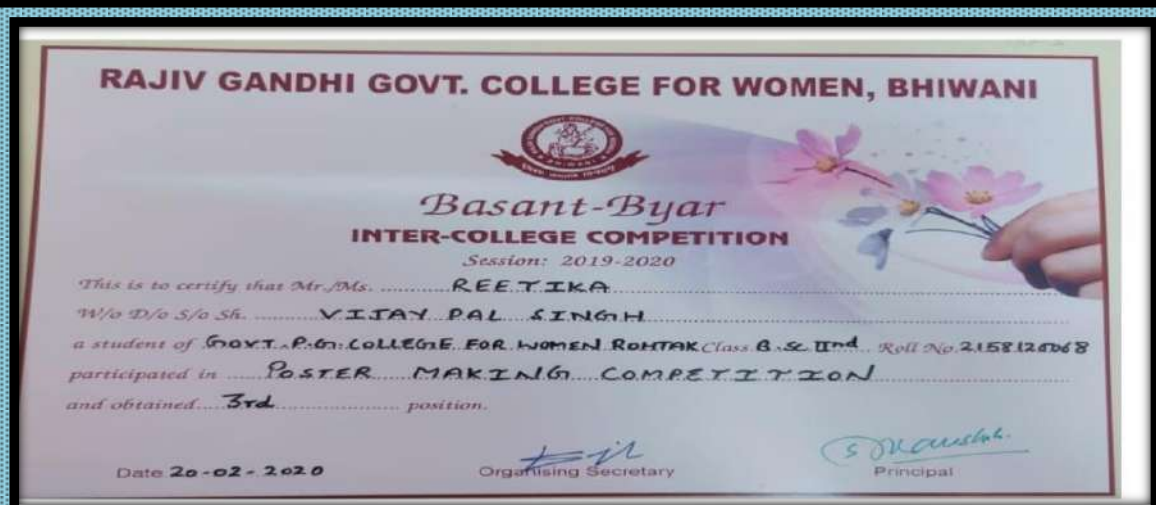 RAJIV GANDHI GOVT. COLLEGE FOR WOMEN, BHIWANI
Basant-Byar
INTER-COLLEGE COMPETITION
Session: 2019-2020
This is to certify that Mr./Ms. REETIKA
W/o D/o S/o Sh. VIJAY PAL SINGH
a student of GOVT. P.G. COLLEGE FOR WOMEN ROHTAK Class B.Sc IInd Roll No. 2158120068
participated in POSTER MAKING COMPETITION
and obtained 3rd position.
Date 20-02-2020 Organising Secretary Principal